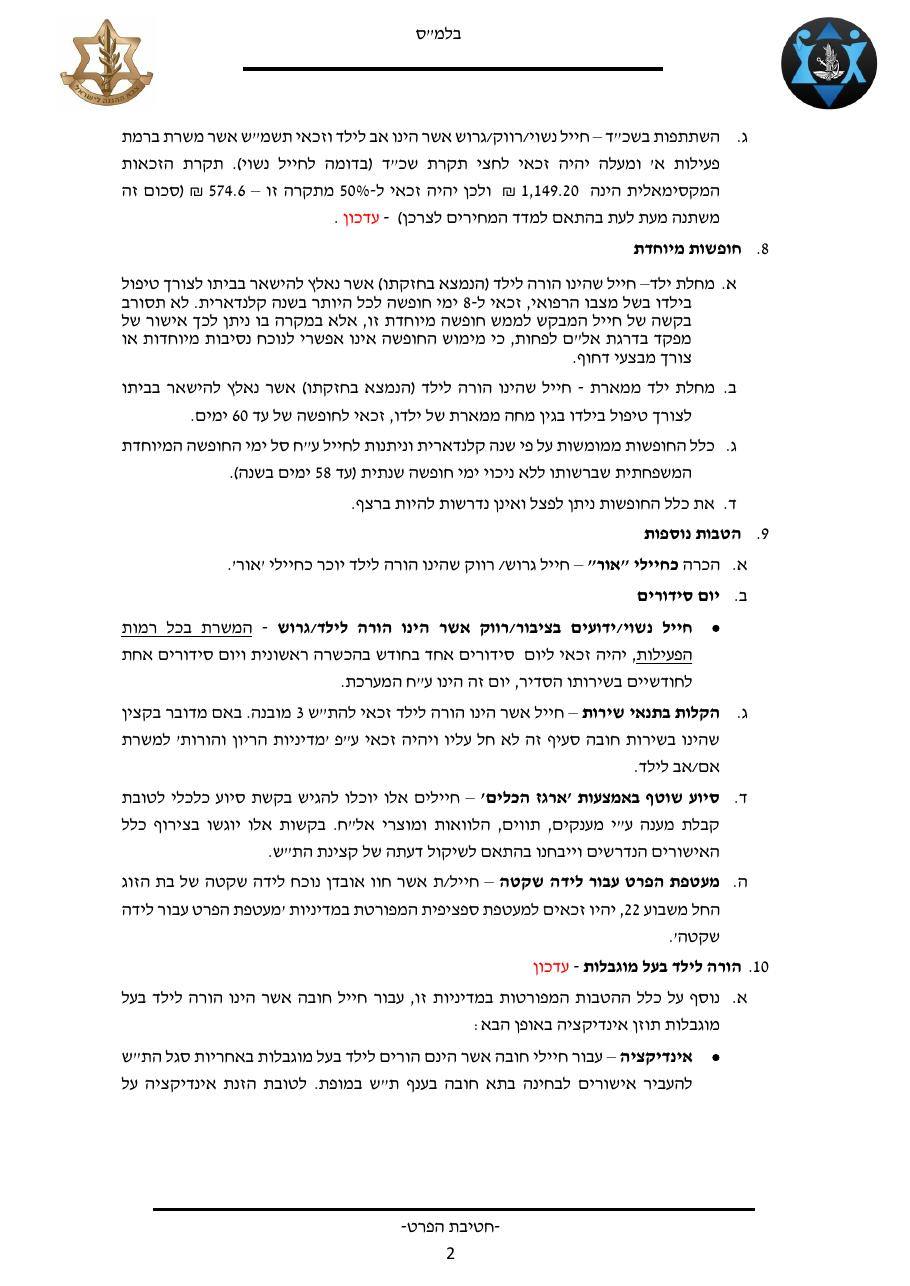 בלמ"ס
צבא ההגנה לישראל
ג. השתתפות בשכ"ד – חייל נשוי/רווק/גרוש אשר הינו אב לילד וזכאי תשמ"ש אשר משרת ברמת
פעילות א' ומעלה יהיה זכאי לחצי תקרת שכ"ד (בדומה לחייל נשוי). תקרת הזכאות
המקסימאלית הינה 1,149.20 ₪ ולכן יהיה זכאי ל-50% מתקרה זו – 574.6 ₪ (סכום זה
משתנה מעת לעת בהתאם למדד המחירים לצרכן) - עדכון .
8. חופשות מיוחדת
א. מחלת ילד– חייל שהינו הורה לילד (הנמצא בחזקתו) אשר נאלץ להישאר בביתו לצורך טיפול
בילדו בשל מצבו הרפואי, זכאי ל-8 ימי חופשה לכל היותר בשנה קלנדארית. לא תסורב
בקשה של חייל המבקש לממש חופשה מיוחדת זו, אלא במקרה בו ניתן לכך אישור של
מפקד בדרגת אל"ם לפחות, כי מימוש החופשה אינו אפשרי לנוכח נסיבות מיוחדות או
צורך מבצעי דחוף.
ב. מחלת ילד ממארת - חייל שהינו הורה לילד (הנמצא בחזקתו) אשר נאלץ להישאר בביתו
לצורך טיפול בילדו בגין מחה ממארת של ילדו, זכאי לחופשה של עד 60 ימים.
ג. כלל החופשות ממומשות על פי שנה קלנדארית וניתנות לחייל ע"ח סל ימי החופשה המיוחדת
המשפחתית שברשותו ללא ניכוי ימי חופשה שנתית (עד 58 ימים בשנה).
ד. את כלל החופשות ניתן לפצל ואינן נדרשות להיות ברצף.
9. הטבות נוספות
א. הכרה כחיילי "אור" – חייל גרוש/ רווק שהינו הורה לילד יוכר כחיילי 'אור'.
ב. יום סידורים
● חייל נשוי/ידועים בציבור/רווק אשר הינו הורה לילד/גרוש - המשרת בכל רמות
הפעילות, יהיה זכאי ליום סידורים אחד בחודש בהכשרה ראשונית ויום סידורים אחת
לחודשיים בשירותו הסדיר, יום זה הינו ע"ח המערכת.
ג. הקלות בתנאי שירות – חייל אשר הינו הורה לילד זכאי להת"ש 3 מובנה. באם מדובר בקצין
שהינו בשירות חובה סעיף זה לא חל עליו ויהיה זכאי ע"פ 'מדיניות הריון והורות' למשרת
אם/אב לילד.
ד. סיוע שוטף באמצעות 'ארגז הכלים' – חיילים אלו יוכלו להגיש בקשת סיוע כלכלי לטובת
קבלת מענה ע"י מענקים, תווים, הלוואות ומוצרי אל"ח. בקשות אלו יוגשו בצירוף כלל
האישורים הנדרשים וייבחנו בהתאם לשיקול דעתה של קצינת הת"ש.
ה. מעטפת הפרט עבור לידה שקטה – חייל/ת אשר חוו אובדן נוכח לידה שקטה של בת הזוג
החל משבוע 22, יהיו זכאים למעטפת ספציפית המפורטת במדיניות 'מעטפת הפרט עבור לידה
שקטה'.
10. הורה לילד בעל מוגבלות - עדכון
א. נוסף על כלל ההטבות המפורטות במדיניות זו, עבור חייל חובה אשר הינו הורה לילד בעל
מוגבלות תוזן אינדיקציה באופן הבא:
● אינדיקציה – עבור חיילי חובה אשר הינם הורים לילד בעל מוגבלות באחריות סגל הת"ש
להעביר אישורים לבחינה בתא חובה בענף ת"ש במופת. לטובת הזנת אינדיקציה על
-חטיבת הפרט-
2